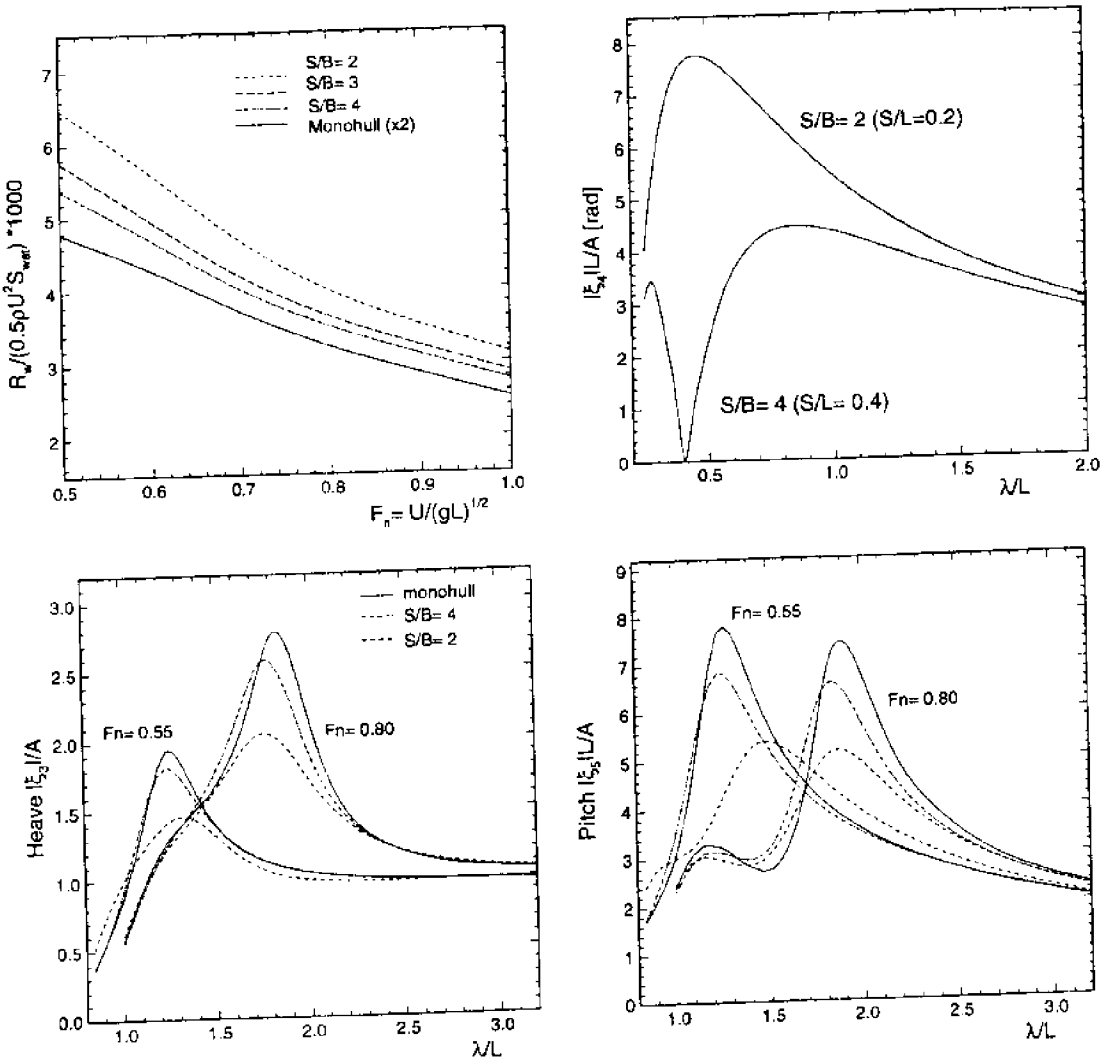 7
6
5
4
3
2
S/B= 2
S/B= 3
S/B= 4
Monohull (x2)
R_w/(0.5ρU²S_wet) *1000
0.5
0.6
0.7
0.8
0.9
1.0
F_n= U/(gL)^1/2
8
7
6
5
4
3
2
1
0
|ξ_4|L/A [rad]
S/B= 2 (S/L=0.2)
S/B= 4 (S/L= 0.4)
0.5
1.0
1.5
2.0
λ/L
3.0
2.5
2.0
1.5
1.0
0.5
0.0
Heave |ξ_3|/A
monohull
S/B= 4
S/B= 2
Fn= 0.55
Fn= 0.80
1.0
1.5
2.0
2.5
3.0
λ/L
9
8
7
6
5
4
3
2
1
0
Pitch |ξ_5|L/A
Fn= 0.55
Fn= 0.80
1.0
1.5
2.0
2.5
3.0
λ/L